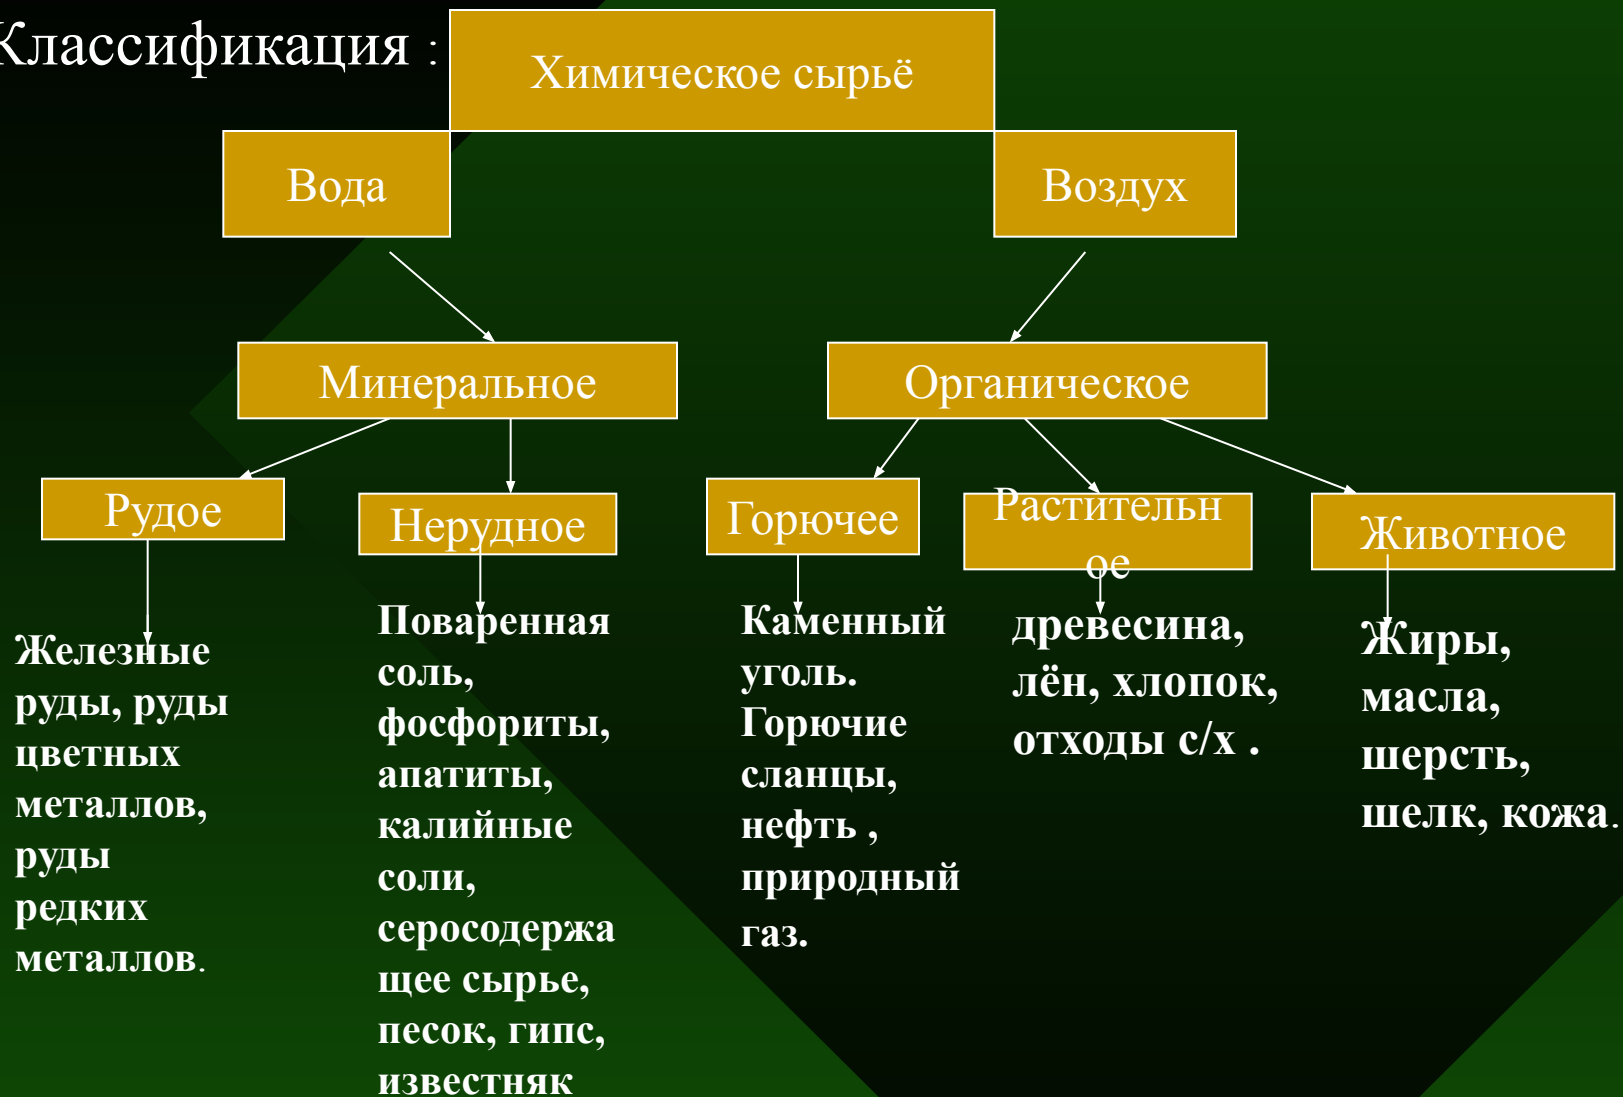 Классификация :
Химическое сырьё
Вода
Воздух
Минеральное
Органическое
Рудое
Нерудное
Горючее
Растительн
ое
Животное
Железные
руды, руды
цветных
металлов,
руды
редких
металлов.
Поваренная
соль,
фосфориты,
апатиты,
калийные
соли,
серосодержа
щее сырье,
песок, гипс,
известняк
Каменный
уголь.
Горючие
сланцы,
нефть ,
природный
газ.
древесина,
лён, хлопок,
отходы с/х .
Жиры,
масла,
шерсть,
шелк, кожа.